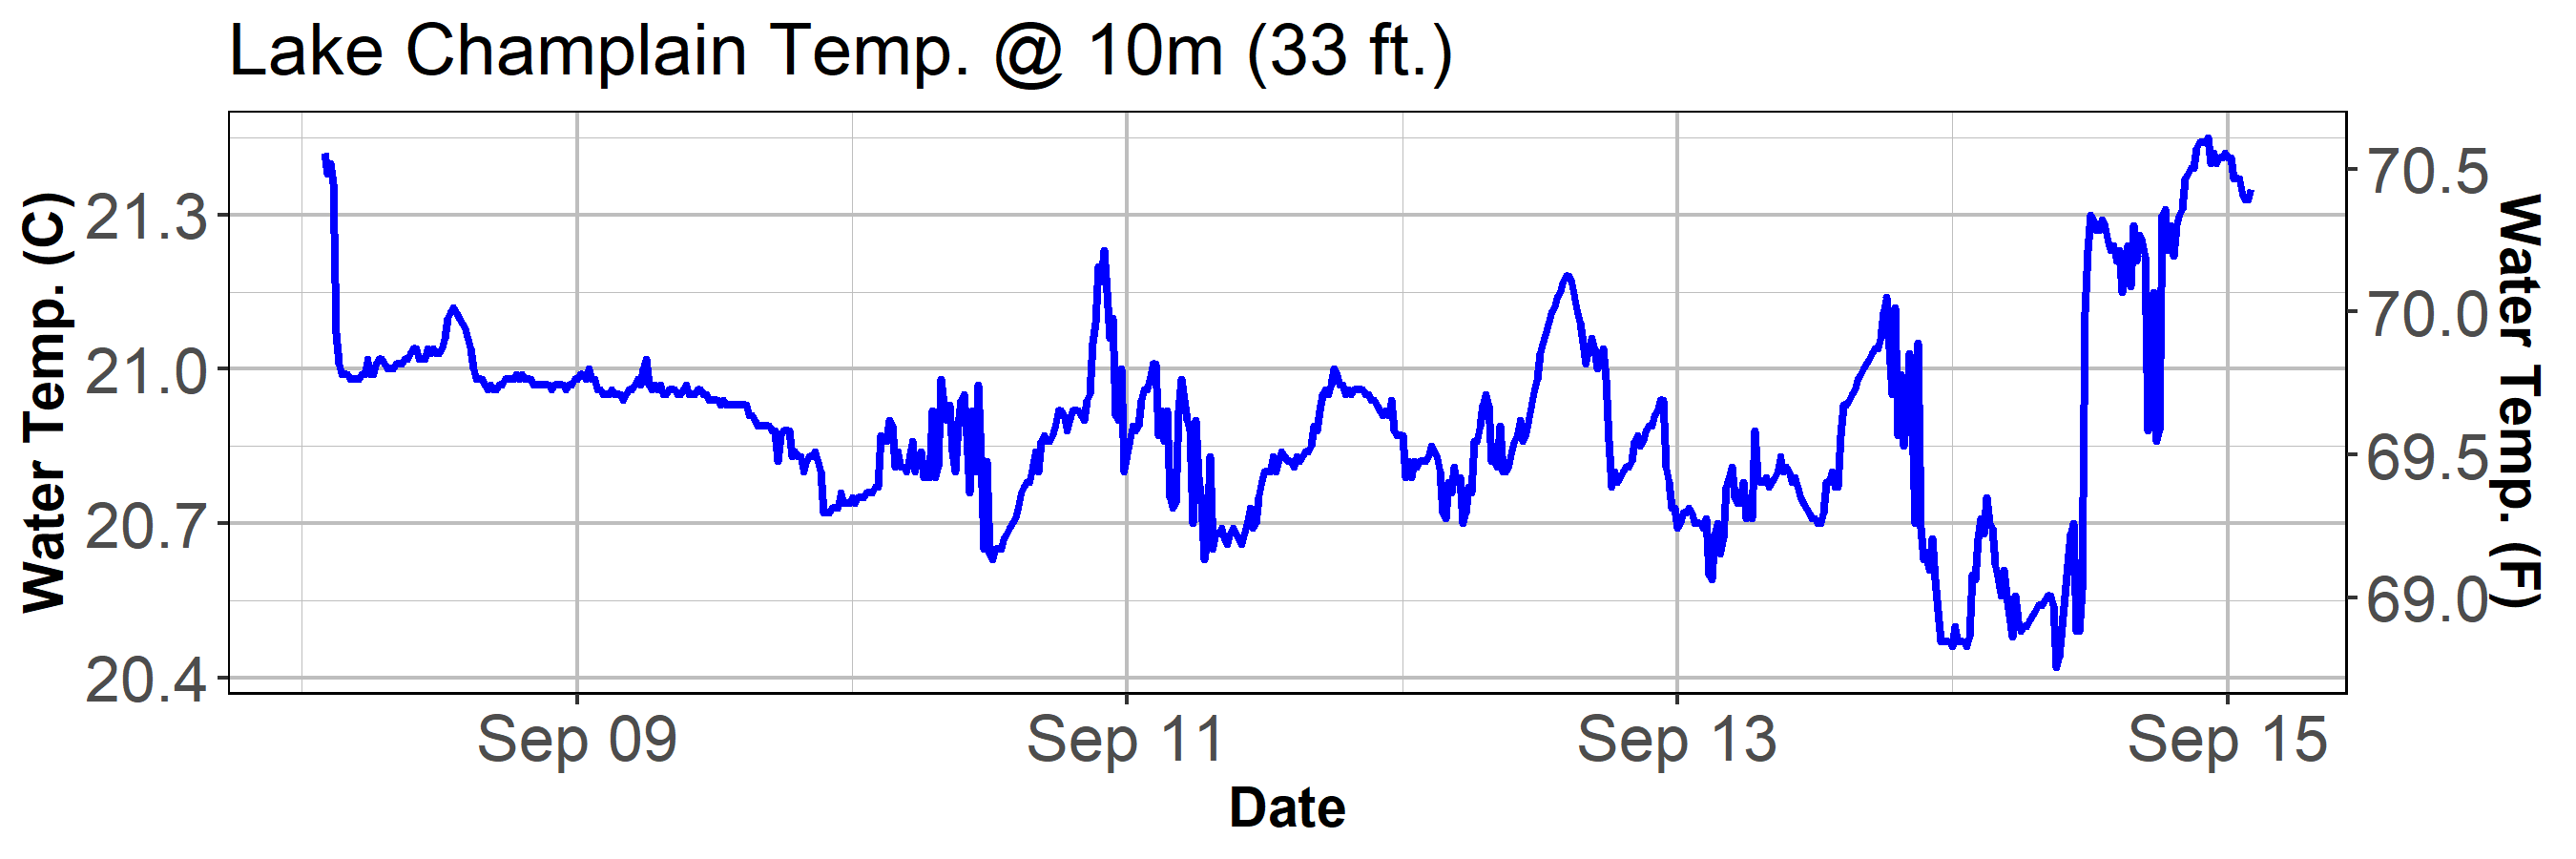 Lake Champlain Temp. @ 10m (33 ft.)
Water Temp. (C)
21.3
21.0
20.7
20.4
70.5
70.0
69.5
69.0
Water Temp. (F)
Sep 09
Sep 11
Sep 13
Sep 15
Date